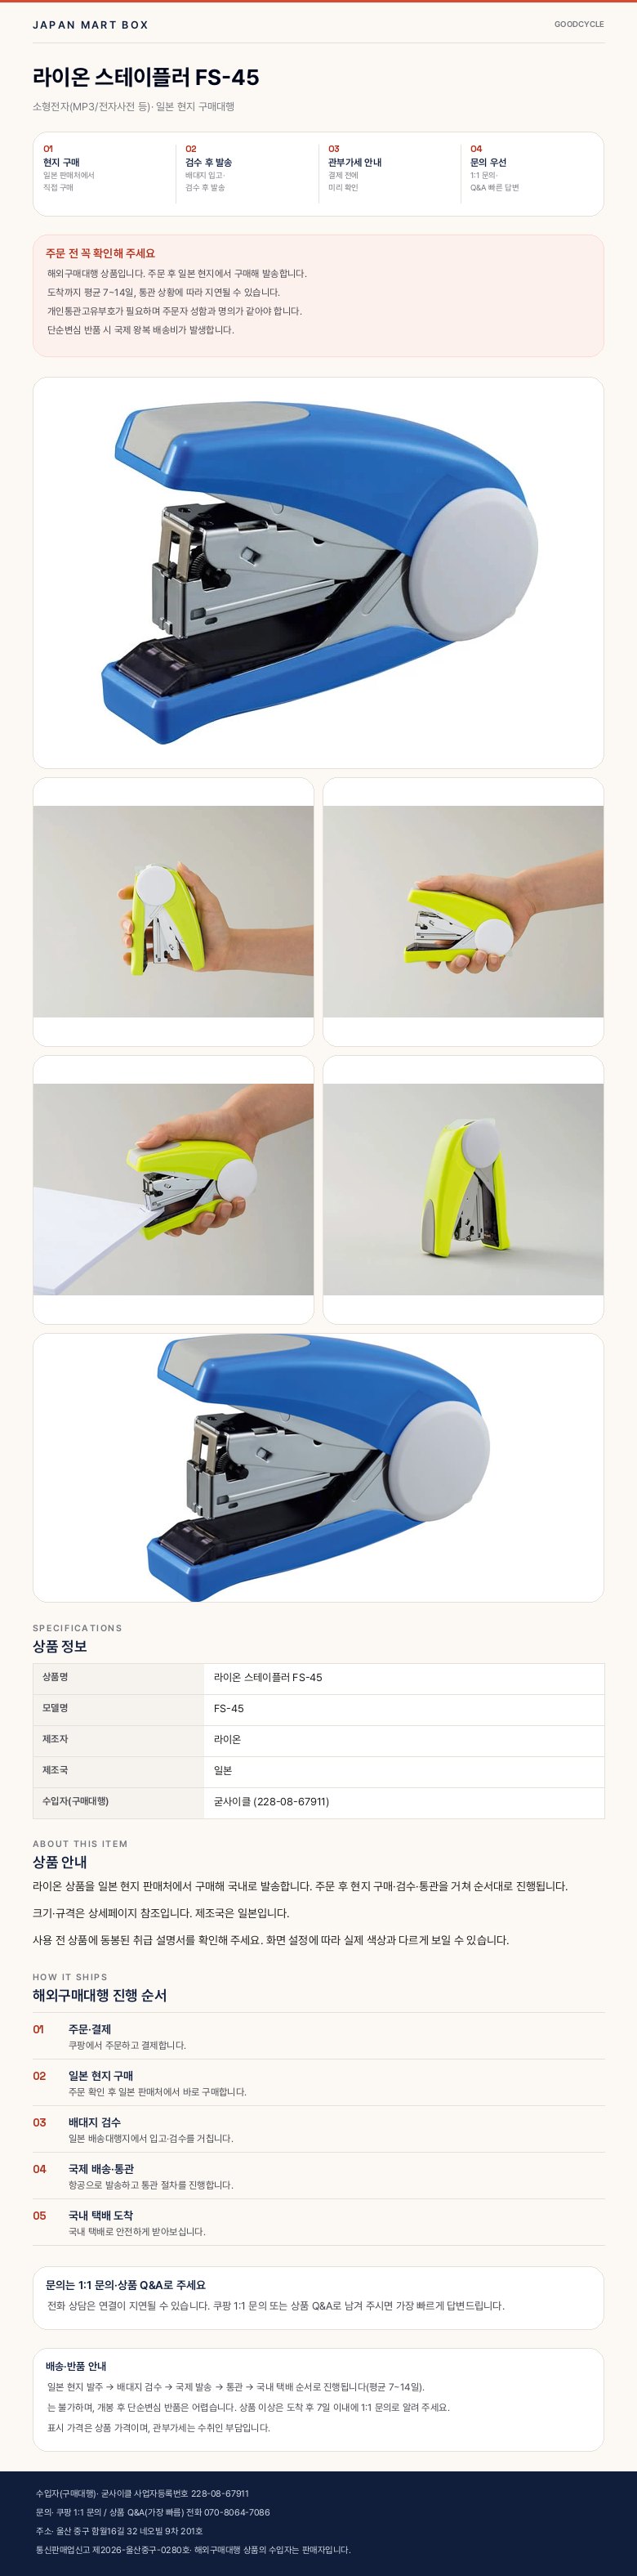 JAPAN MART BOX
GOODCYCLE
라이온 스테이플러 FS-45
소형전자(MP3/전자사전 등)· 일본 현지 구매대행
01
현지 구매
일본 판매처에서
직접 구매
02
검수 후 발송
배대지 입고·
검수 후 발송
03
관부가세 안내
결제 전에
미리 확인
04
문의 우선
1:1 문의·
Q&A 빠른 답변
주문 전 꼭 확인해 주세요
해외구매대행 상품입니다. 주문 후 일본 현지에서 구매해 발송합니다.
도착까지 평균 7~14일, 통관 상황에 따라 지연될 수 있습니다.
개인통관고유부호가 필요하며 주문자 성함과 명의가 같아야 합니다.
단순변심 반품 시 국제 왕복 배송비가 발생합니다.
SPECIFICATIONS
상품 정보
상품명 라이온 스테이플러 FS-45
모델명 FS-45
제조자 라이온
제조국 일본
수입자(구매대행) 굳사이클 (228-08-67911)
ABOUT THIS ITEM
상품 안내
라이온 상품을 일본 현지 판매처에서 구매해 국내로 발송합니다. 주문 후 현지 구매·검수·통관을 거쳐 순서대로 진행됩니다.
크기·규격은 상세페이지 참조입니다. 제조국은 일본입니다.
사용 전 상품에 동봉된 취급 설명서를 확인해 주세요. 화면 설정에 따라 실제 색상과 다르게 보일 수 있습니다.
HOW IT SHIPS
해외구매대행 진행 순서
01 주문·결제
쿠팡에서 주문하고 결제합니다.
02 일본 현지 구매
주문 확인 후 일본 판매처에서 바로 구매합니다.
03 배대지 검수
일본 배송대행지에서 입고·검수를 거칩니다.
04 국제 배송·통관
항공으로 발송하고 통관 절차를 진행합니다.
05 국내 택배 도착
국내 택배로 안전하게 받아보십니다.
문의는 1:1 문의·상품 Q&A로 주세요
전화 상담은 연결이 지연될 수 있습니다. 쿠팡 1:1 문의 또는 상품 Q&A로 남겨 주시면 가장 빠르게 답변드립니다.
배송·반품 안내
일본 현지 발주 → 배대지 검수 → 국제 발송 → 통관 → 국내 택배 순서로 진행됩니다(평균 7~14일).
는 불가하며, 개봉 후 단순변심 반품은 어렵습니다. 상품 이상은 도착 후 7일 이내에 1:1 문의로 알려 주세요.
표시 가격은 상품 가격이며, 관부가세는 수취인 부담입니다.
수입자(구매대행)· 굳사이클 사업자등록번호 228-08-67911
문의· 쿠팡 1:1 문의 / 상품 Q&A(가장 빠름) 전화 070-8064-7086
주소· 울산 중구 함월16길 32 네오빌 9차 201호
통신판매업신고 제2026-울산중구-0280호· 해외구매대행 상품의 수입자는 판매자입니다.